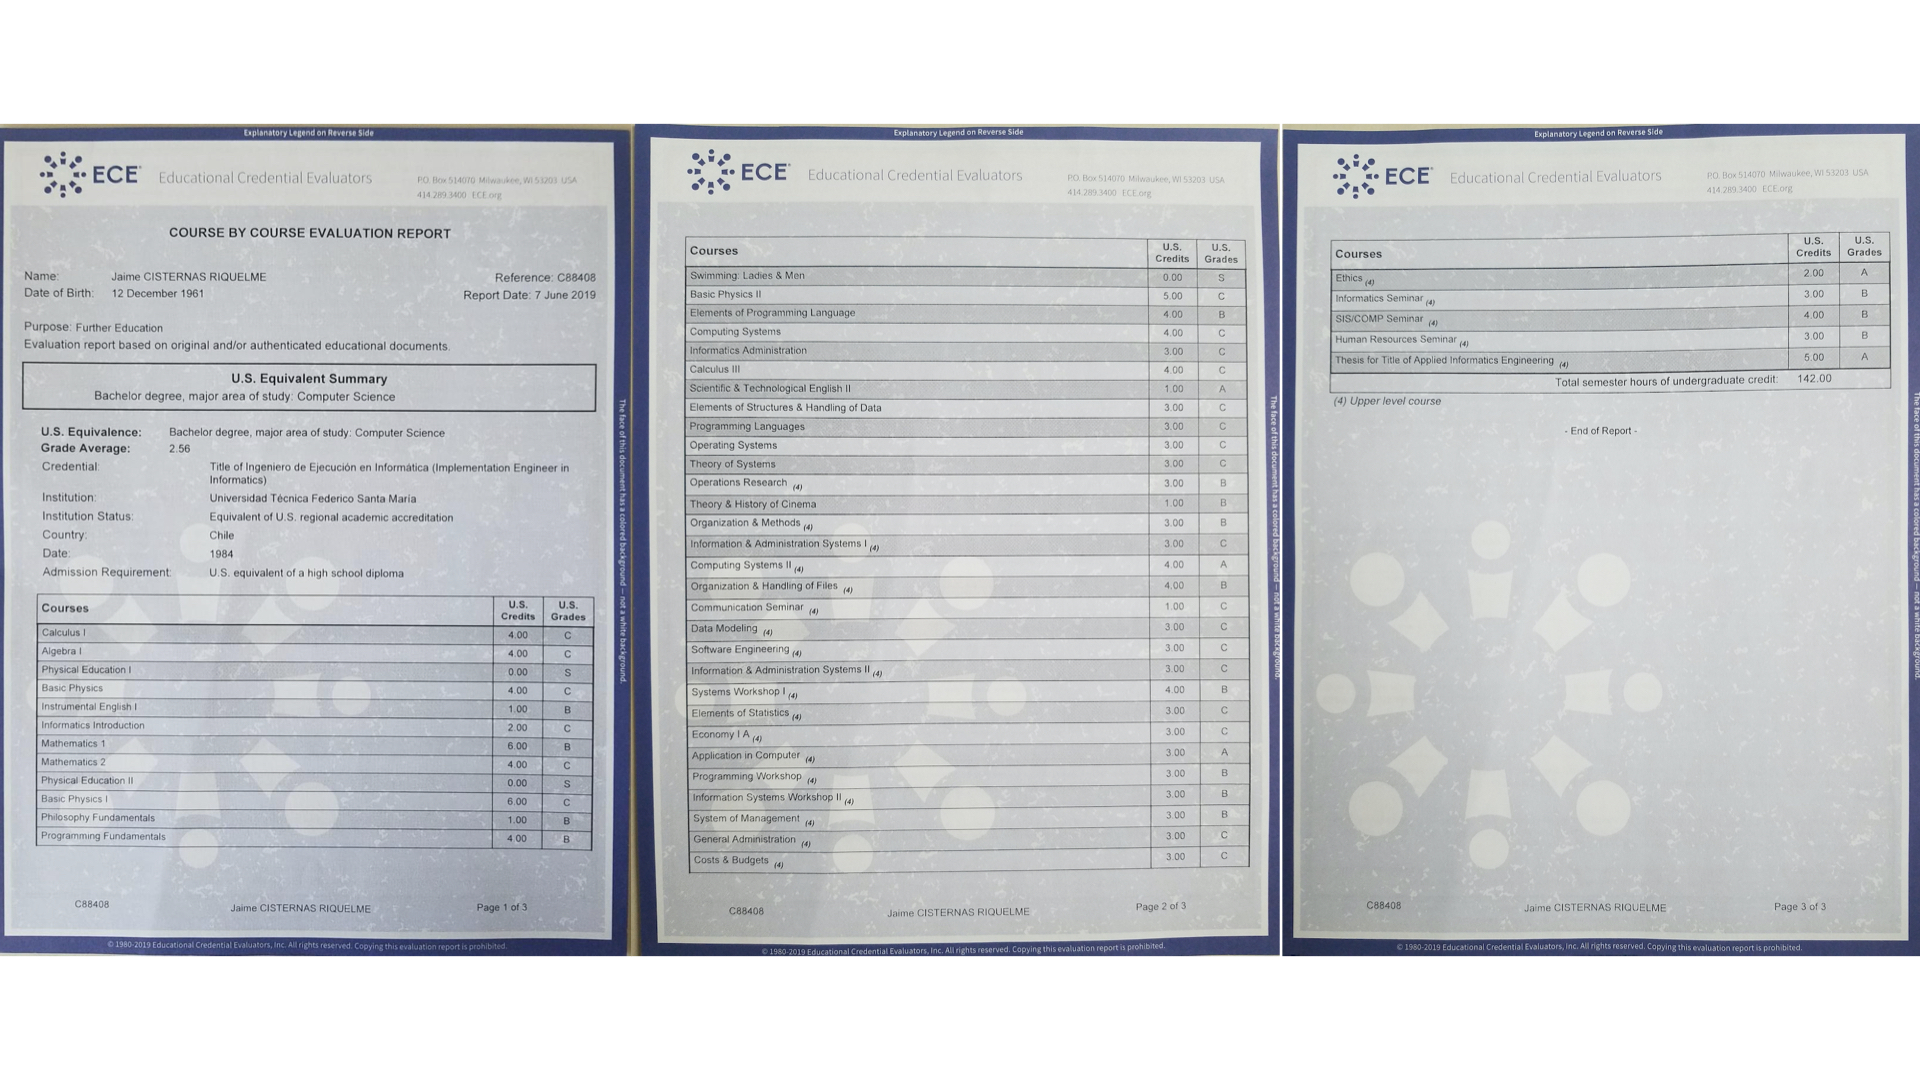 Explanatory Legend on Reverse Side
ECE Educational Credential Evaluators
P.O. Box 514070 Milwaukee, WI 53203 USA
414.289.3400 ECE.org
COURSE BY COURSE EVALUATION REPORT
Name: Jaime CISTERNAS RIQUELME Reference: C88408
Date of Birth: 12 December 1961 Report Date: 7 June 2019
Purpose: Further Education
Evaluation report based on original and/or authenticated educational documents.
U.S. Equivalent Summary
Bachelor degree, major area of study: Computer Science
U.S. Equivalence: Bachelor degree, major area of study: Computer Science
Grade Average: 2.56
Credential: Title of Ingeniero de Ejecución en Informática (Implementation Engineer in
Informatics)
Institution: Universidad Técnica Federico Santa María
Institution Status: Equivalent of U.S. regional academic accreditation
Country: Chile
Date: 1984
Admission Requirement: U.S. equivalent of a high school diploma
Courses U.S. Credits U.S. Grades
Calculus I 4.00 C
Algebra I 4.00 C
Physical Education I 0.00 S
Basic Physics 4.00 C
Instrumental English I 1.00 B
Informatics Introduction 2.00 C
Mathematics 1 6.00 B
Mathematics 2 4.00 C
Physical Education II 0.00 S
Basic Physics I 6.00 C
Philosophy Fundamentals 1.00 B
Programming Fundamentals 4.00 B
C88408 Jaime CISTERNAS RIQUELME Page 1 of 3
© 1980-2019 Educational Credential Evaluators, Inc. All rights reserved. Copying this evaluation report is prohibited.
The face of this document has a colored background — not a white background.
Explanatory Legend on Reverse Side
ECE Educational Credential Evaluators
P.O. Box 514070 Milwaukee, WI 53203 USA
414.289.3400 ECE.org
Courses U.S. Credits U.S. Grades
Swimming: Ladies & Men 0.00 S
Basic Physics II 5.00 C
Elements of Programming Language 4.00 B
Computing Systems 4.00 C
Informatics Administration 3.00 C
Calculus III 4.00 C
Scientific & Technological English II 1.00 A
Elements of Structures & Handling of Data 3.00 C
Programming Languages 3.00 C
Operating Systems 3.00 C
Theory of Systems 3.00 C
Operations Research (4) 3.00 B
Theory & History of Cinema 1.00 B
Organization & Methods (4) 3.00 B
Information & Administration Systems I (4) 3.00 C
Computing Systems II (4) 4.00 A
Organization & Handling of Files (4) 4.00 B
Communication Seminar (4) 1.00 C
Data Modeling (4) 3.00 C
Software Engineering (4) 3.00 C
Information & Administration Systems II (4) 3.00 C
Systems Workshop I (4) 4.00 B
Elements of Statistics (4) 3.00 C
Economy I A (4) 3.00 C
Application in Computer (4) 3.00 A
Programming Workshop (4) 3.00 B
Information Systems Workshop II (4) 3.00 B
System of Management (4) 3.00 B
General Administration (4) 3.00 C
Costs & Budgets (4) 3.00 C
C88408 Jaime CISTERNAS RIQUELME Page 2 of 3
© 1980-2019 Educational Credential Evaluators, Inc. All rights reserved. Copying this evaluation report is prohibited.
The face of this document has a colored background — not a white background.
Explanatory Legend on Reverse Side
ECE Educational Credential Evaluators
P.O. Box 514070 Milwaukee, WI 53203 USA
414.289.3400 ECE.org
Courses U.S. Credits U.S. Grades
Ethics (4) 2.00 A
Informatics Seminar (4) 3.00 B
SIS/COMP Seminar (4) 4.00 B
Human Resources Seminar (4) 3.00 B
Thesis for Title of Applied Informatics Engineering (4) 5.00 A
Total semester hours of undergraduate credit: 142.00
(4) Upper level course
- End of Report -
C88408 Jaime CISTERNAS RIQUELME Page 3 of 3
© 1980-2019 Educational Credential Evaluators, Inc. All rights reserved. Copying this evaluation report is prohibited.
The face of this document has a colored background — not a white background.